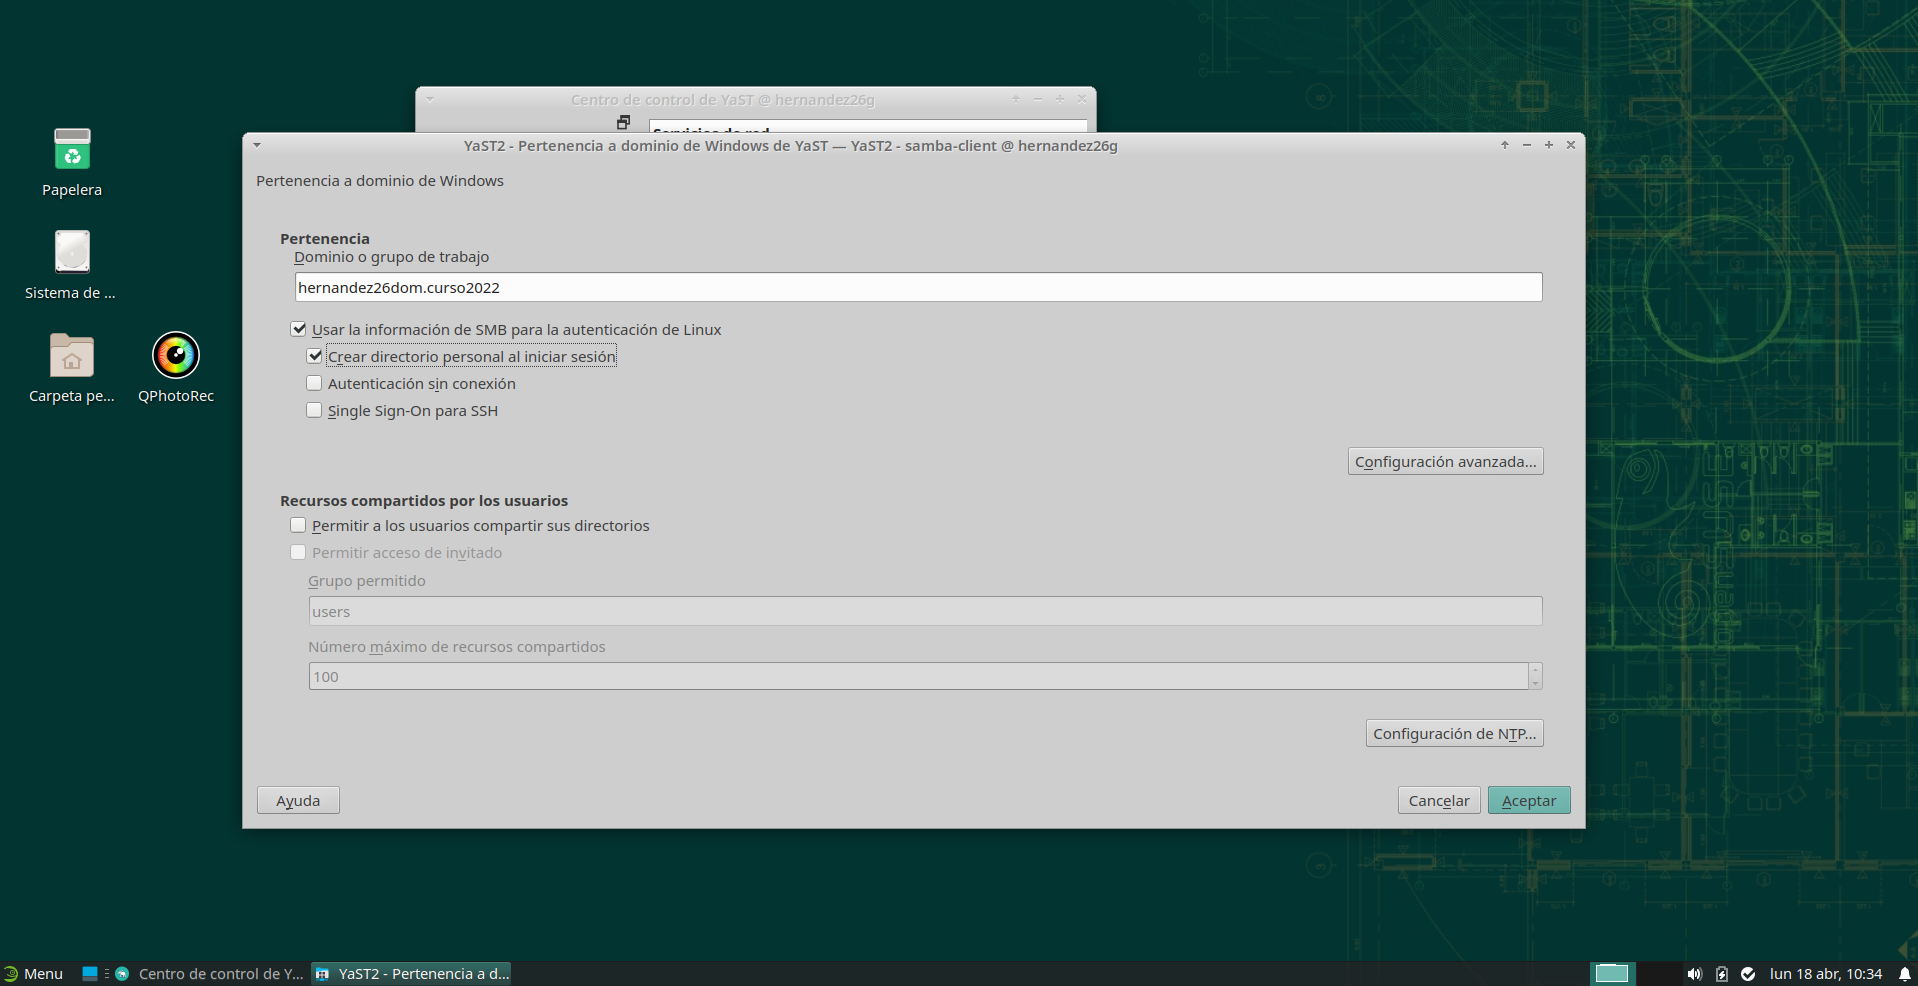 Centro de control de YaST @ hernandez26g
YaST2 - Pertenencia a dominio de Windows de YaST — YaST2 - samba-client @ hernandez26g
Pertenencia a dominio de Windows
Pertenencia
Dominio o grupo de trabajo
hernandez26dom.curso2022
Usar la información de SMB para la autenticación de Linux
Crear directorio personal al iniciar sesión
Autenticación sin conexión
Single Sign-On para SSH
Configuración avanzada...
Recursos compartidos por los usuarios
Permitir a los usuarios compartir sus directorios
Permitir acceso de invitado
Grupo permitido
users
Número máximo de recursos compartidos
100
Configuración de NTP...
Ayuda
Cancelar
Aceptar
Papelera
Sistema de ...
Carpeta pe...
QPhotoRec
Menu
Centro de control de Y...
YaST2 - Pertenencia a d...
lun 18 abr, 10:34